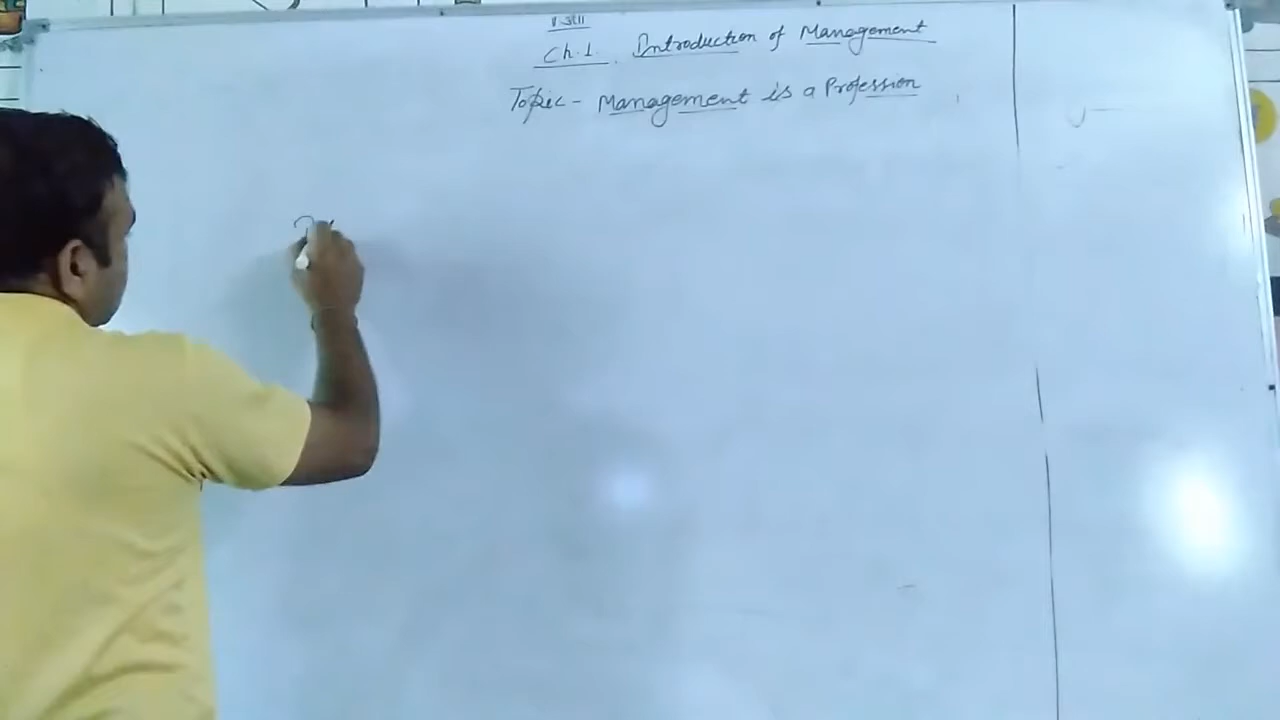 Ch.1. Introduction of Management
Topic - Management is a Profession